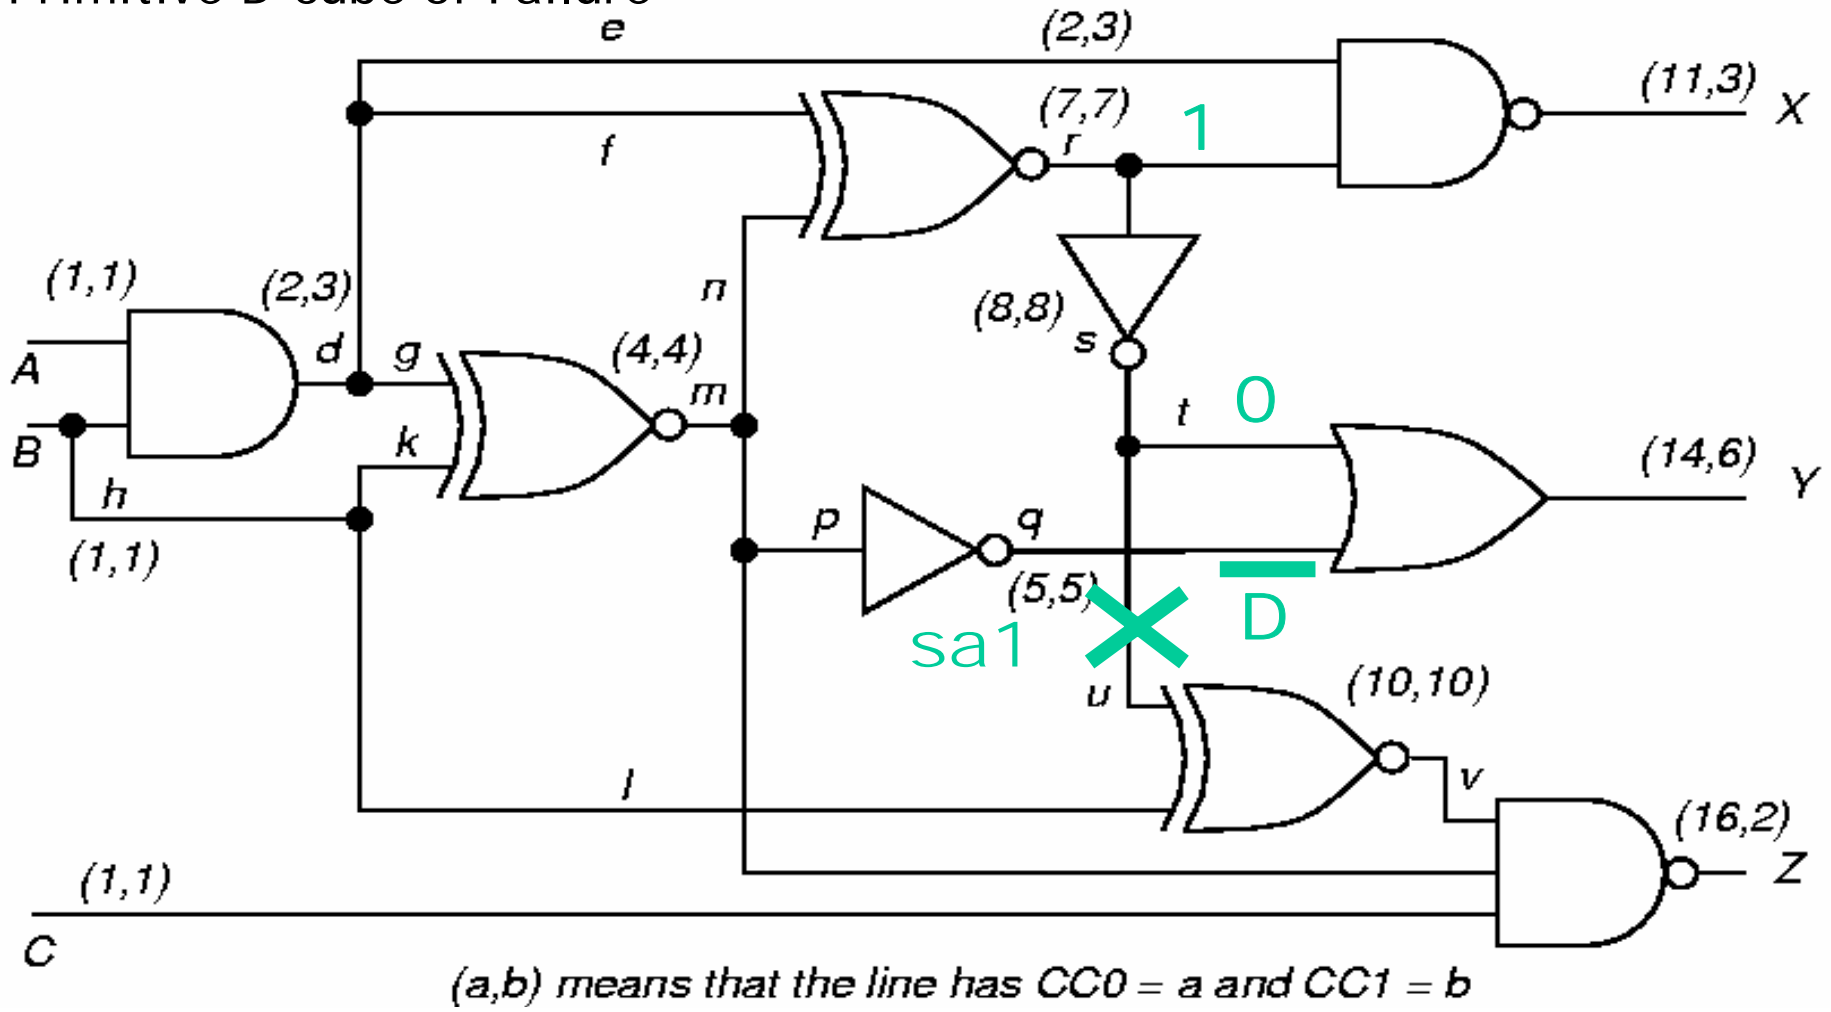 Primitive D-cube of Failure
e (2,3)
(11,3) X
(7,7)
f r 1
(1,1) (2,3) n
A d g (4,4) (8,8) s
m
B k t 0 (14,6) Y
h p q
(1,1) (5,5) D
sa1
u (10,10)
l v (16,2)
(1,1) Z
C
(a,b) means that the line has CC0 = a and CC1 = b